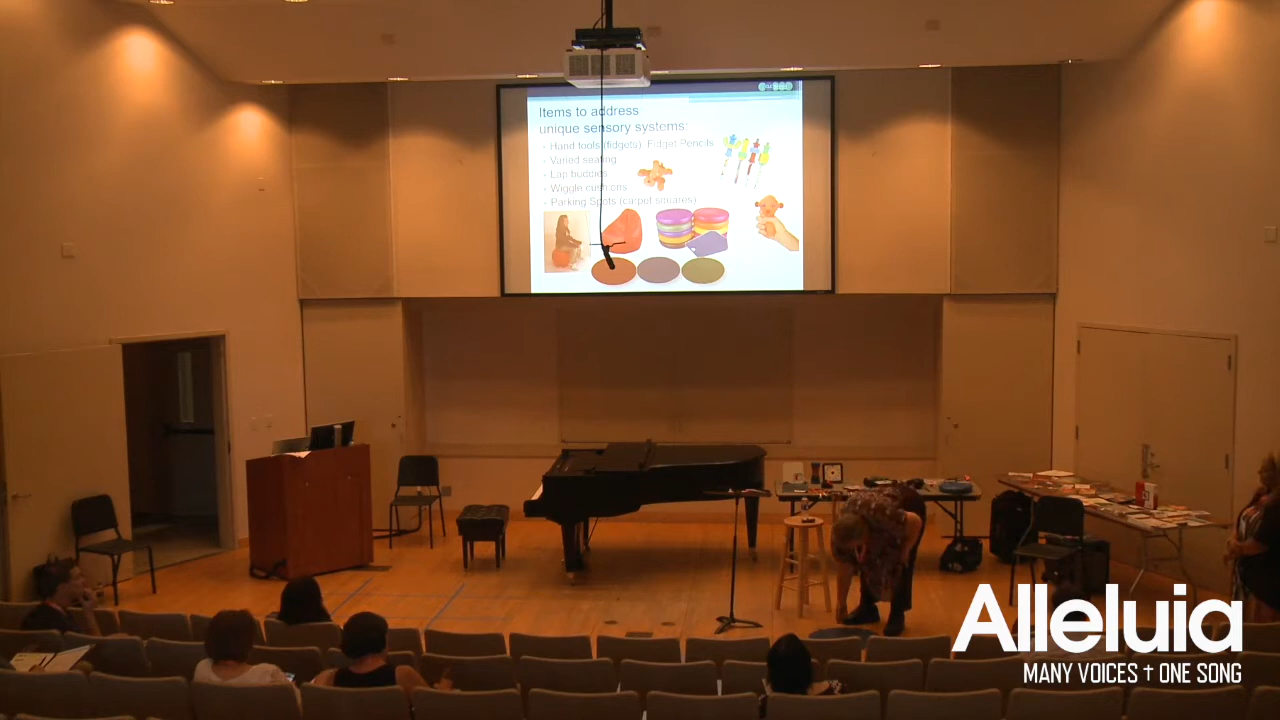 Items to address
unique sensory systems:
- Hand tools (fidgets), Fidget Pencils
- Varied seating
- Lap buddies
- Wiggle cushions
- Parking Spots (carpet squares)
Alleluia
MANY VOICES † ONE SONG